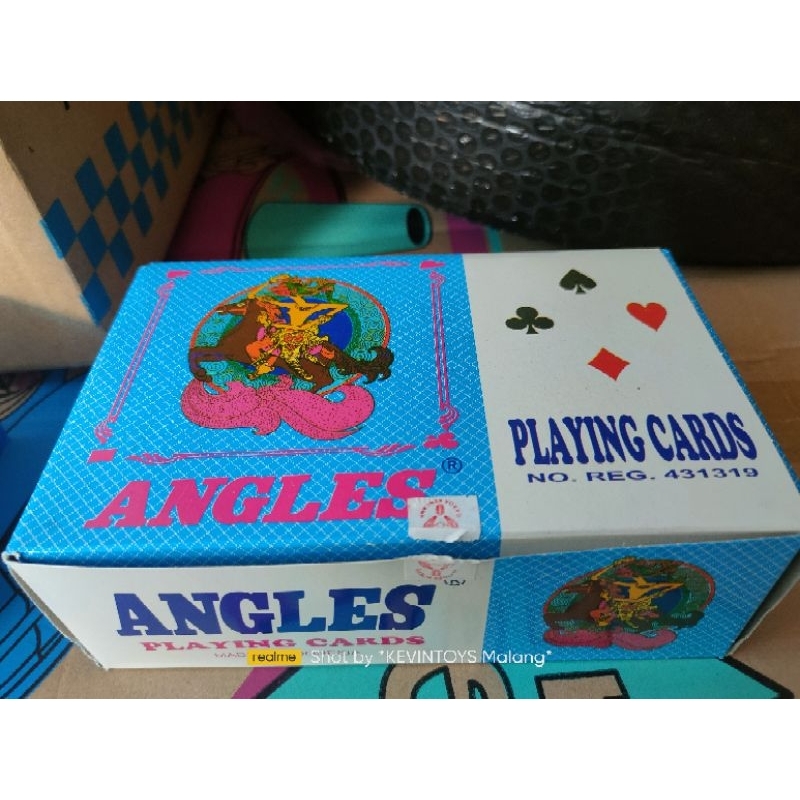 ANGLES®
PLAYING CARDS
NO. REG. 431319
ANGLES
PLAYING CARDS
realme Shot by *KEVINTOYS Malang*